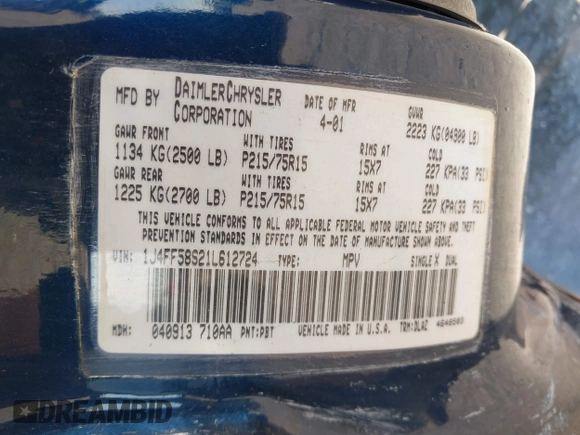 MFD BY DAIMLERCHRYSLER CORPORATION DATE OF MFR 4-01 GVWR 2223 KG(04900 LB)
GAWR FRONT WITH TIRES RIMS AT COLD
1134 KG(2500 LB) P215/75R15 15X7 227 KPA(33 PSI)
GAWR REAR WITH TIRES RIMS AT COLD
1225 KG(2700 LB) P215/75R15 15X7 227 KPA(33 PSI)
THIS VEHICLE CONFORMS TO ALL APPLICABLE FEDERAL MOTOR VEHICLE SAFETY AND THEFT
PREVENTION STANDARDS IN EFFECT ON THE DATE OF MANUFACTURE SHOWN ABOVE.
VIN: 1J4FF58S21L612724 TYPE: MPV SINGLE X DUAL
MDH: 040913 710AA PNT:PBT VEHICLE MADE IN U.S.A. TRM:DLAZ 4648503
DREAMBID